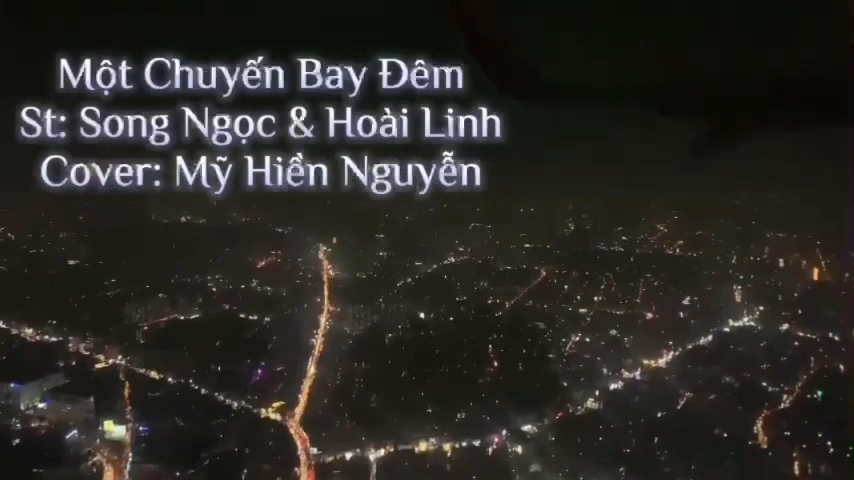 Một Chuyến Bay Đêm
St: Song Ngọc & Hoài Linh
Cover: Mỹ Hiền Nguyễn